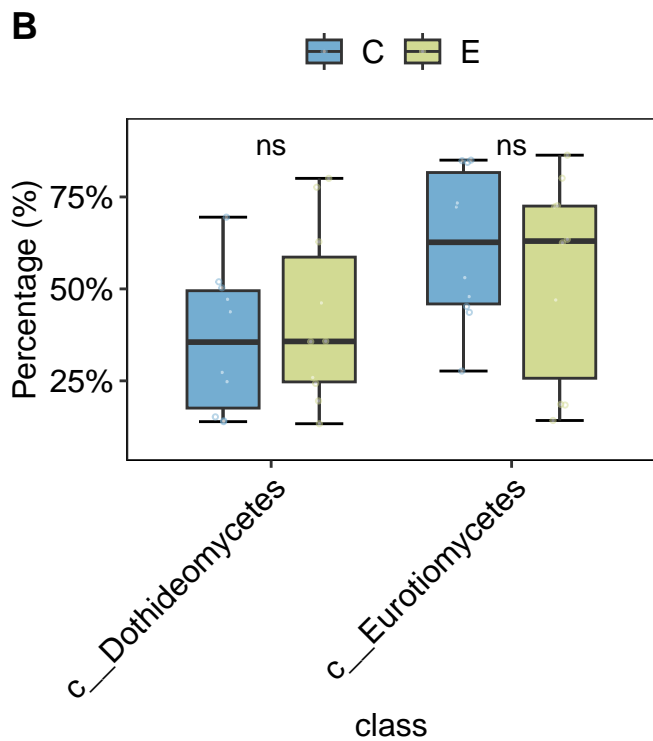 B
C E
ns ns
Percentage (%)
75%
50%
25%
c__Dothideomycetes
c__Eurotiomycetes
class